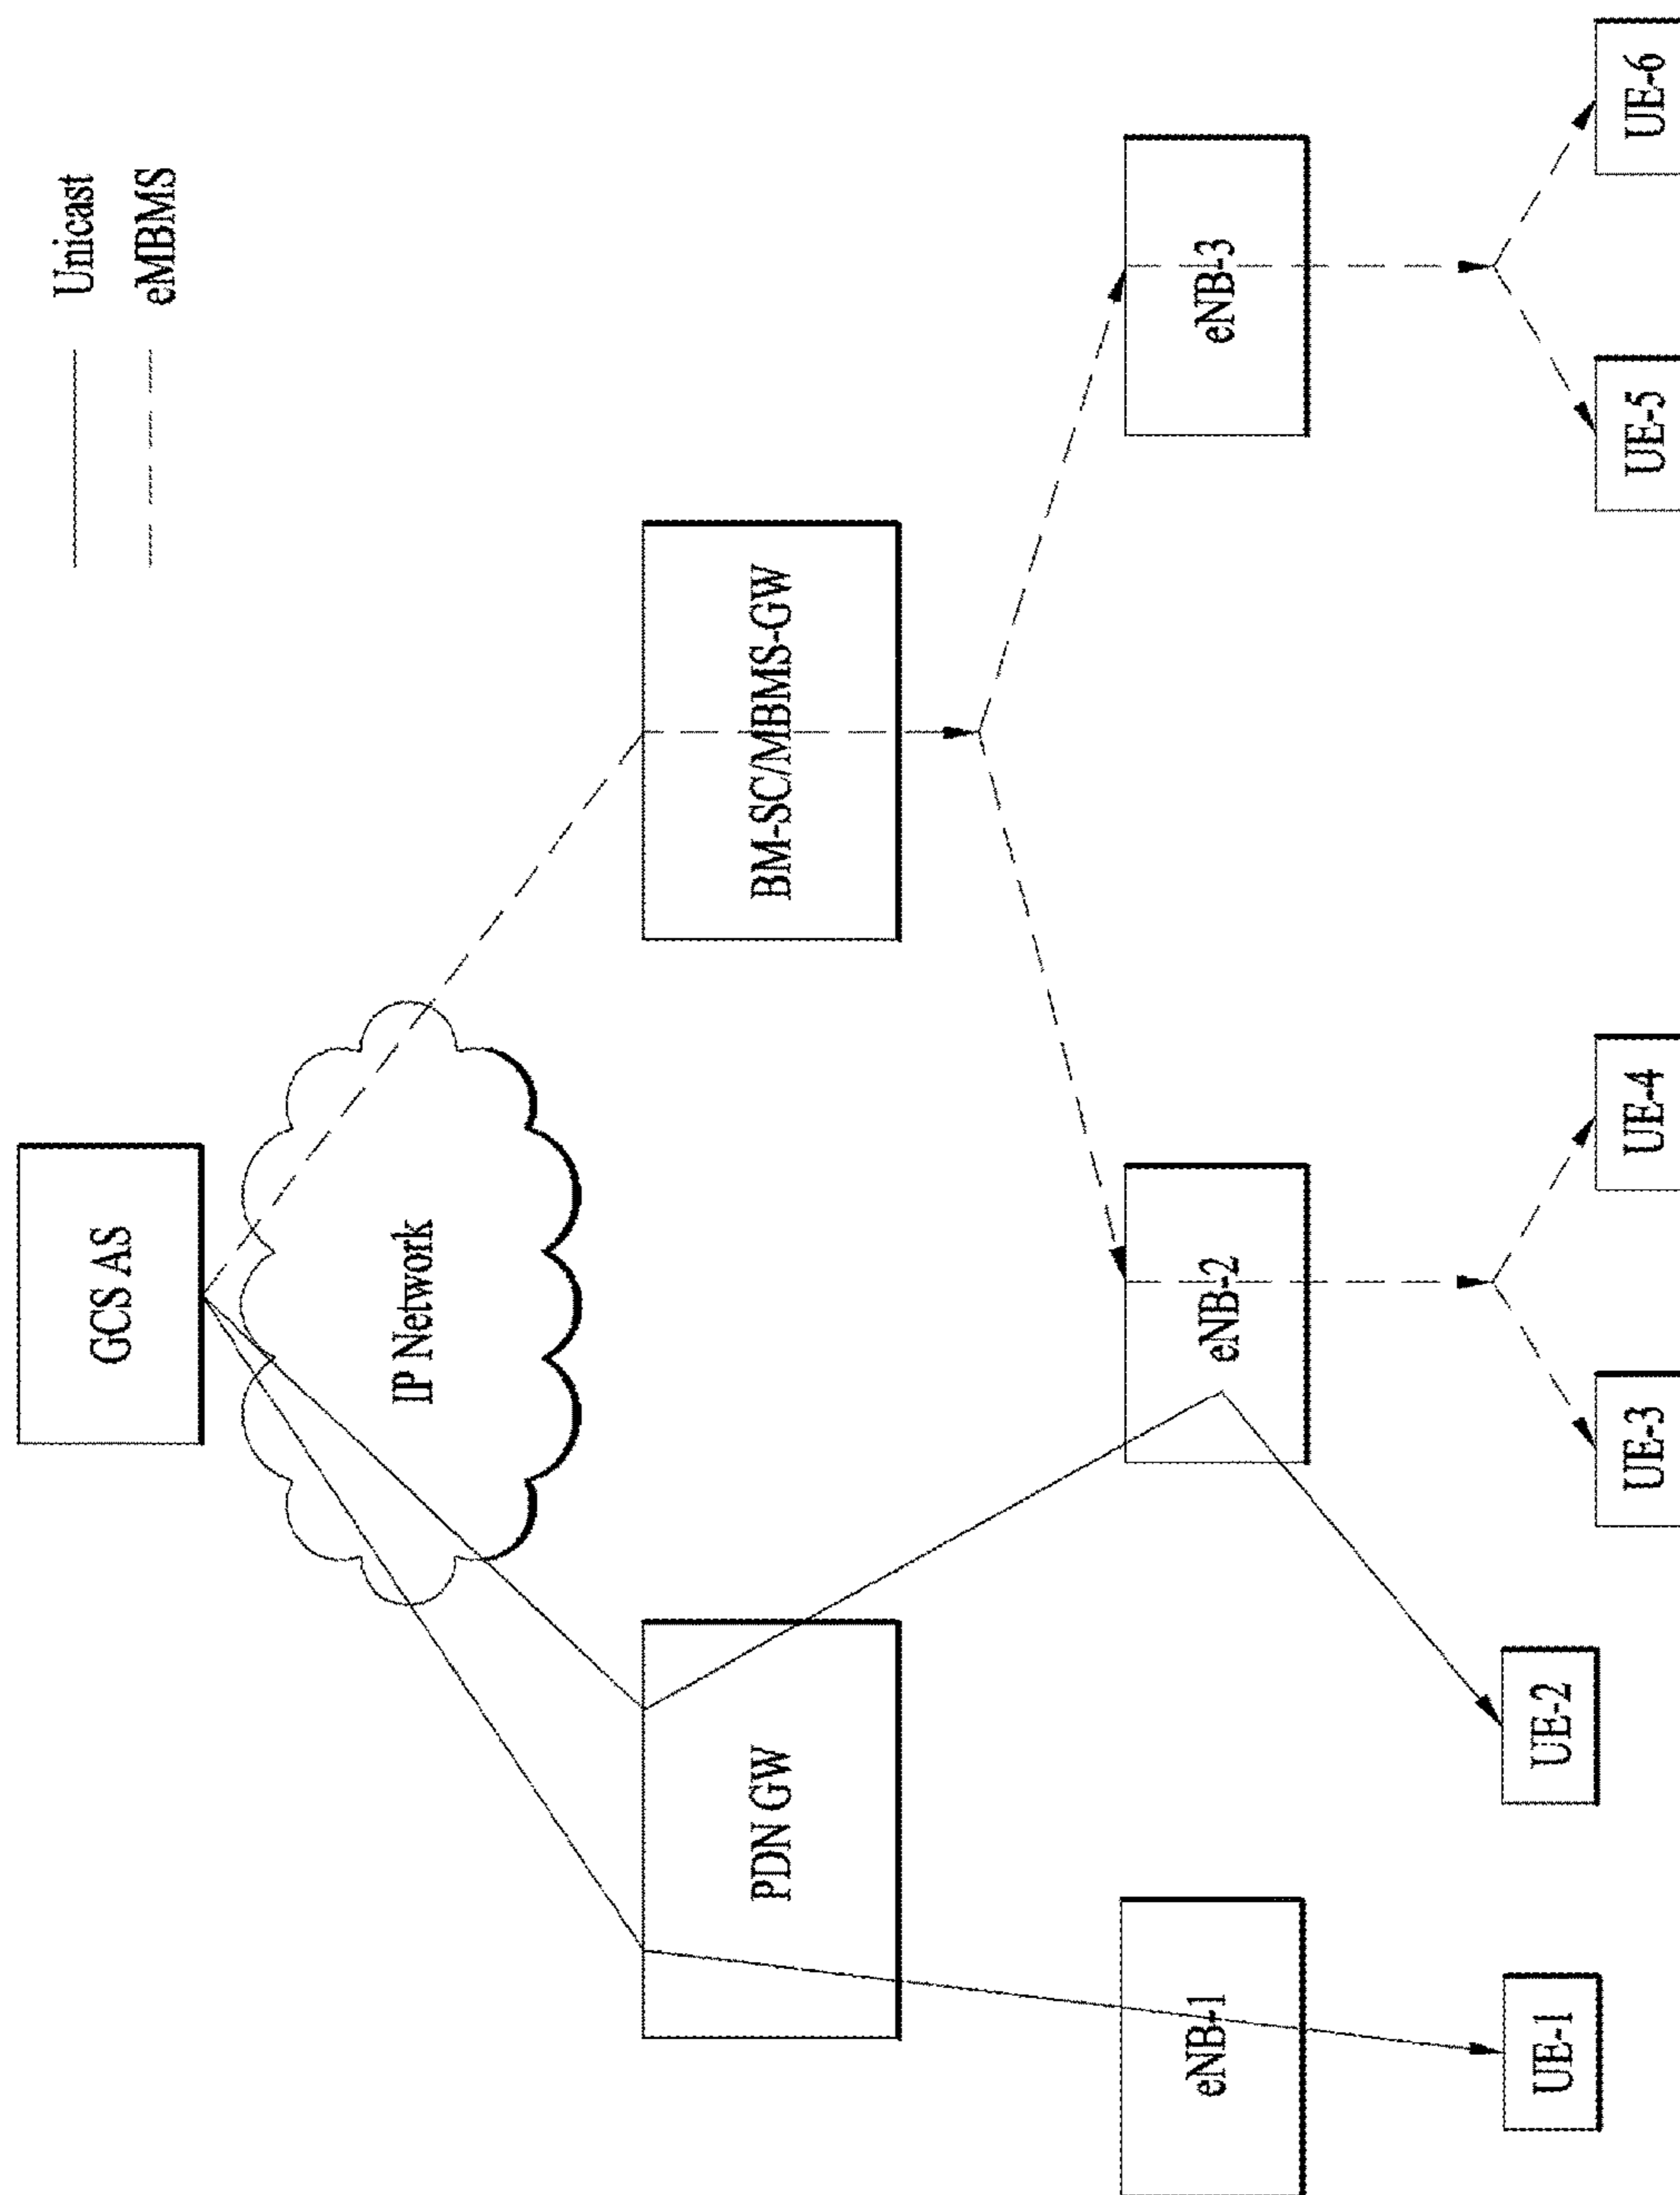 Unicast
eMBMS
GCS AS
IP Network
PDN GW
BM-SC/MBMS-GW
eNB-1
eNB-2
eNB-3
UE-1
UE-2
UE-3
UE-4
UE-5
UE-6